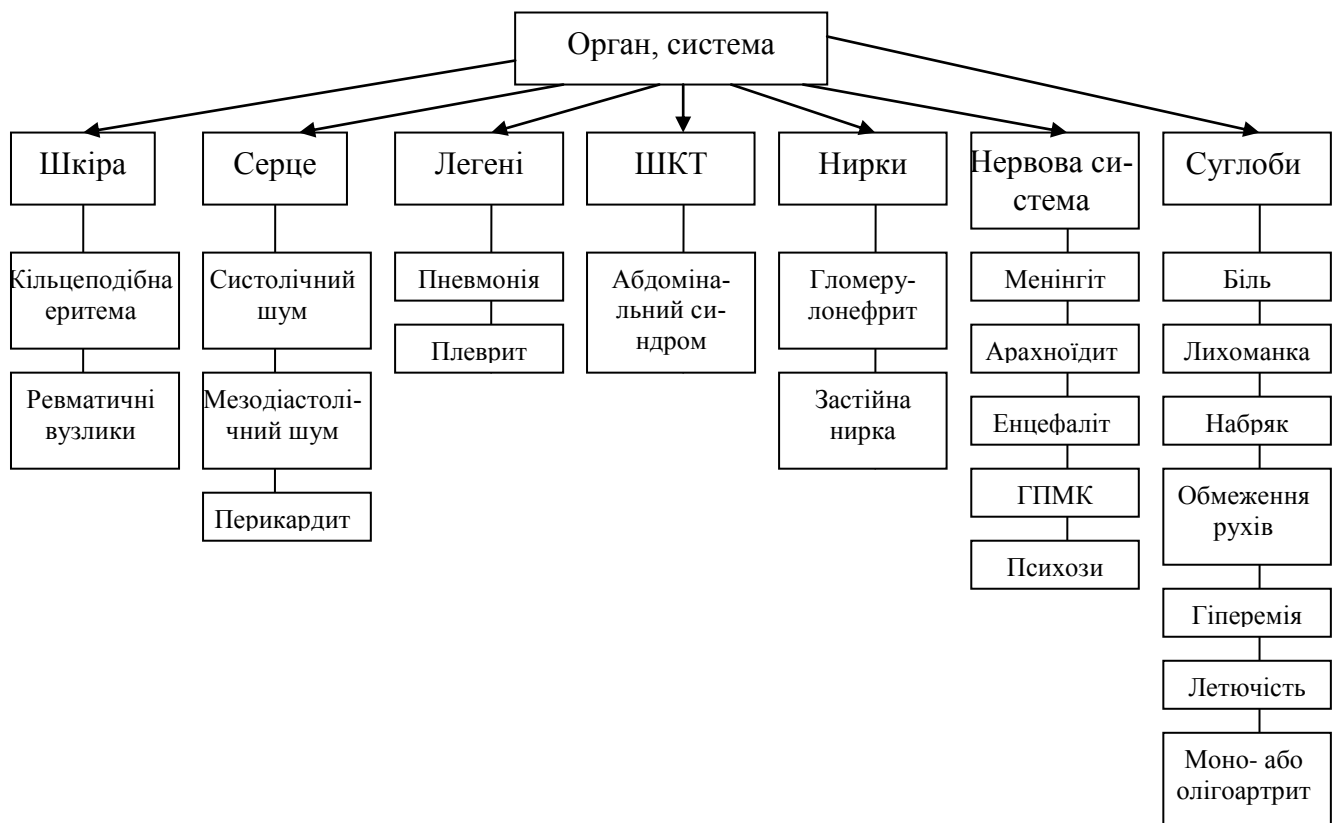 Орган, система
Шкіра
Кільцеподібна
еритема
Ревматичні
вузлики
Серце
Систолічний
шум
Мезодіастолі-
чний шум
Перикардит
Легені
Пневмонія
Плеврит
ШКТ
Абдоміна-
льний си-
ндром
Нирки
Гломеру-
лонефрит
Застійна
нирка
Нервова си-
стема
Менінгіт
Арахноїдит
Енцефаліт
ГПМК
Психози
Суглоби
Біль
Лихоманка
Набряк
Обмеження
рухів
Гіперемія
Летючість
Моно- або
олігоартрит